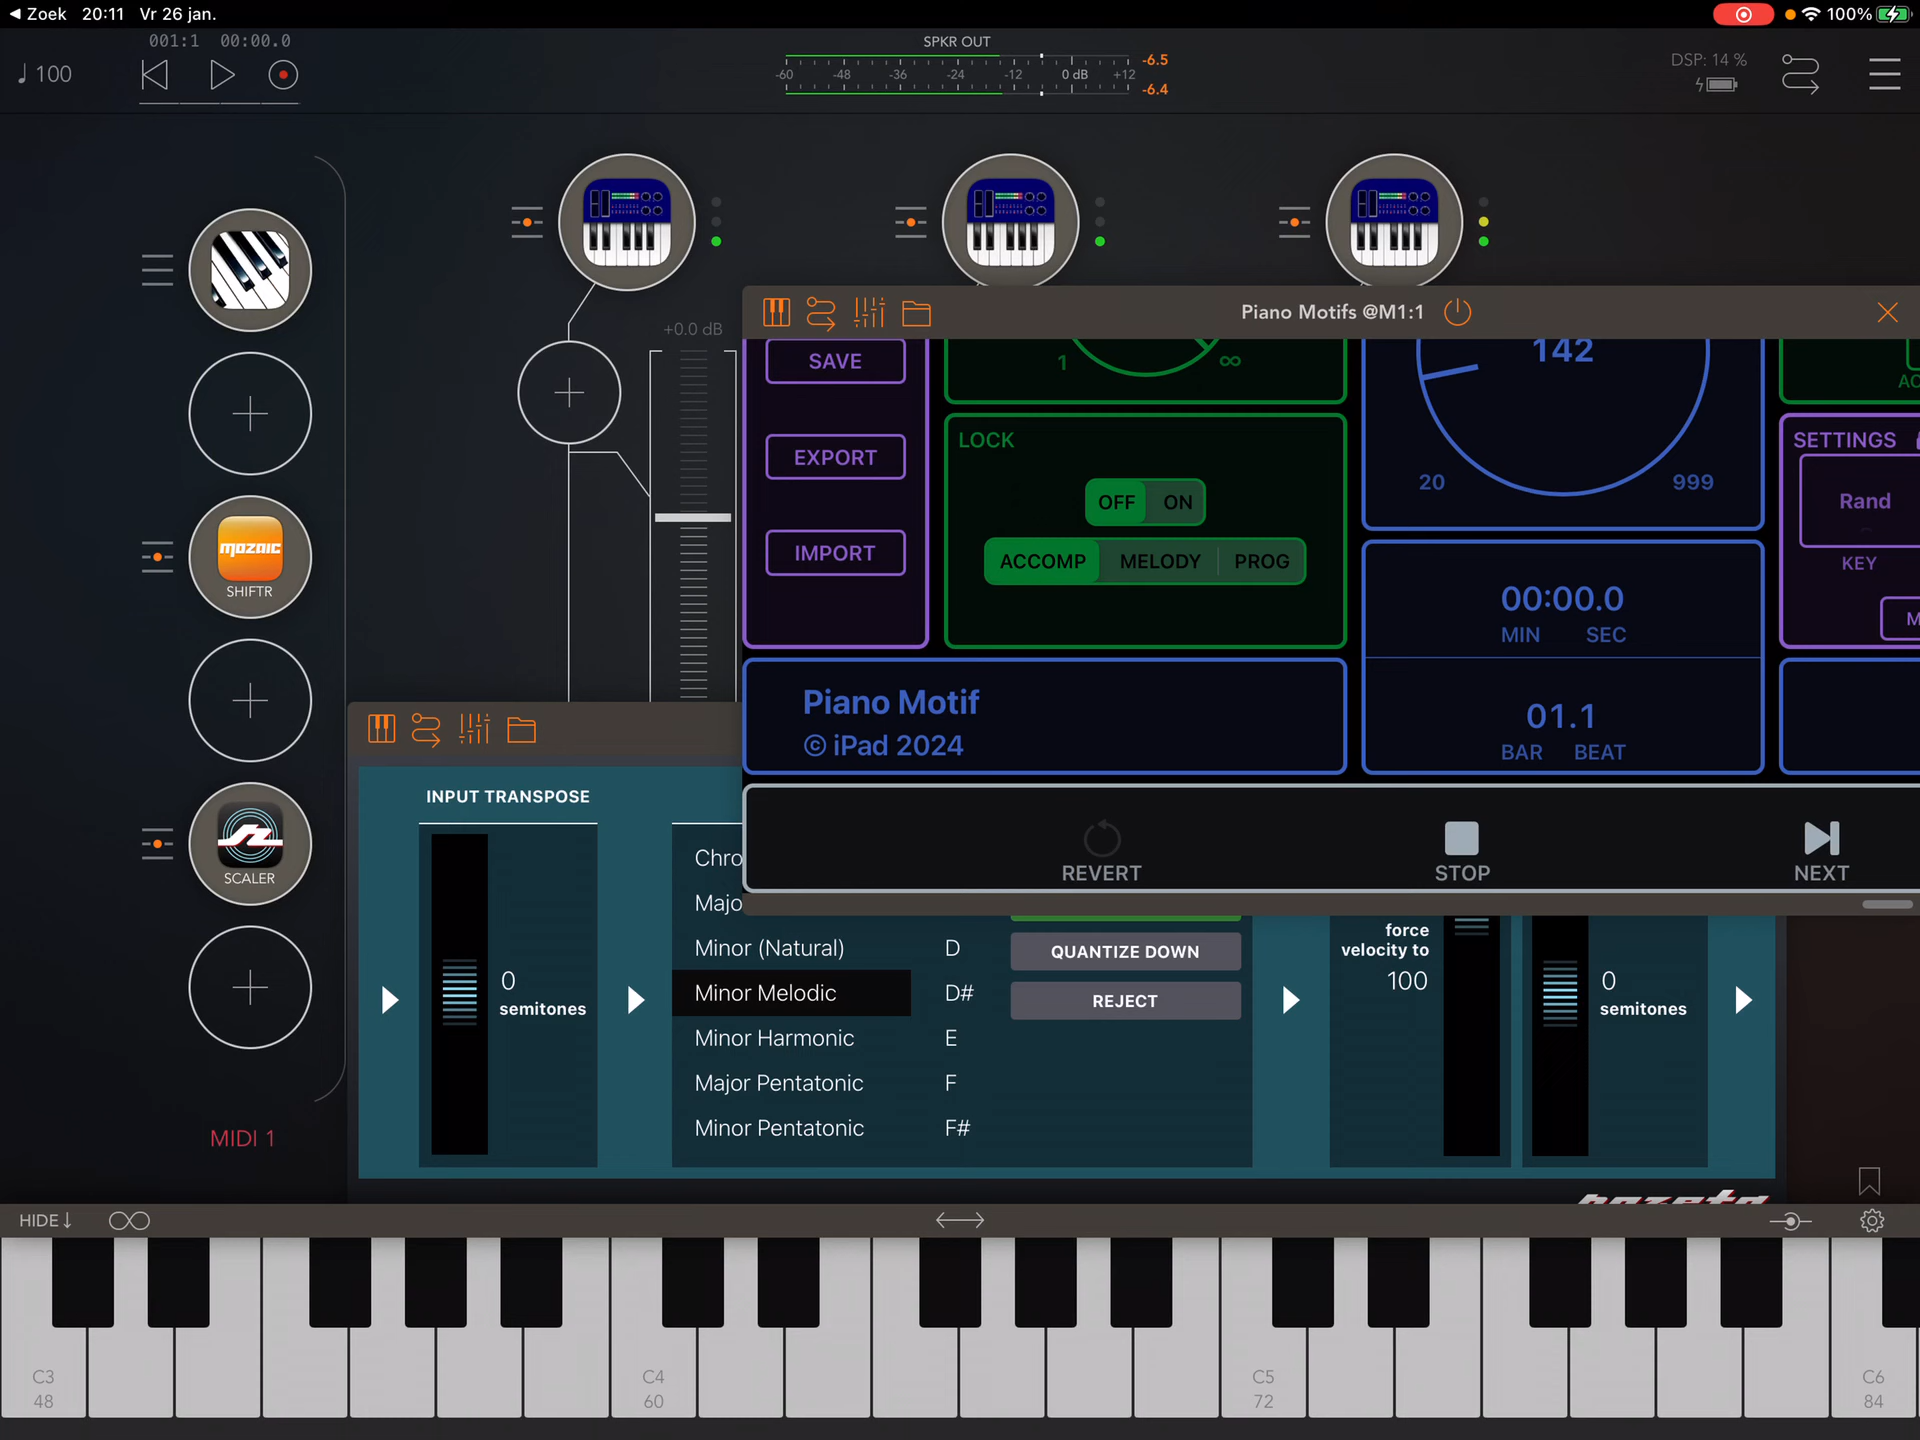 ◀ Zoek 20:11 Vr 26 jan.
100%
001:1 00:00.0
♩ 100
SPKR OUT
-60 -48 -36 -24 -12 0 dB +12
-6.5
-6.4
DSP: 14 %
+0.0 dB
Piano Motifs @M1:1
SAVE
EXPORT
IMPORT
1 ∞
LOCK
OFF ON
ACCOMP MELODY PROG
142
20 999
SETTINGS
Rand
KEY
00:00.0
MIN SEC
01.1
BAR BEAT
Piano Motif
© iPad 2024
REVERT
STOP
NEXT
mozaic
SHIFTR
SCALER
MIDI 1
INPUT TRANSPOSE
0
semitones
Chro
Majo
Minor (Natural)
Minor Melodic
Minor Harmonic
Major Pentatonic
Minor Pentatonic
D
D#
E
F
F#
QUANTIZE DOWN
REJECT
force
velocity to
100
0
semitones
HIDE↓
C3
48
C4
60
C5
72
C6
84